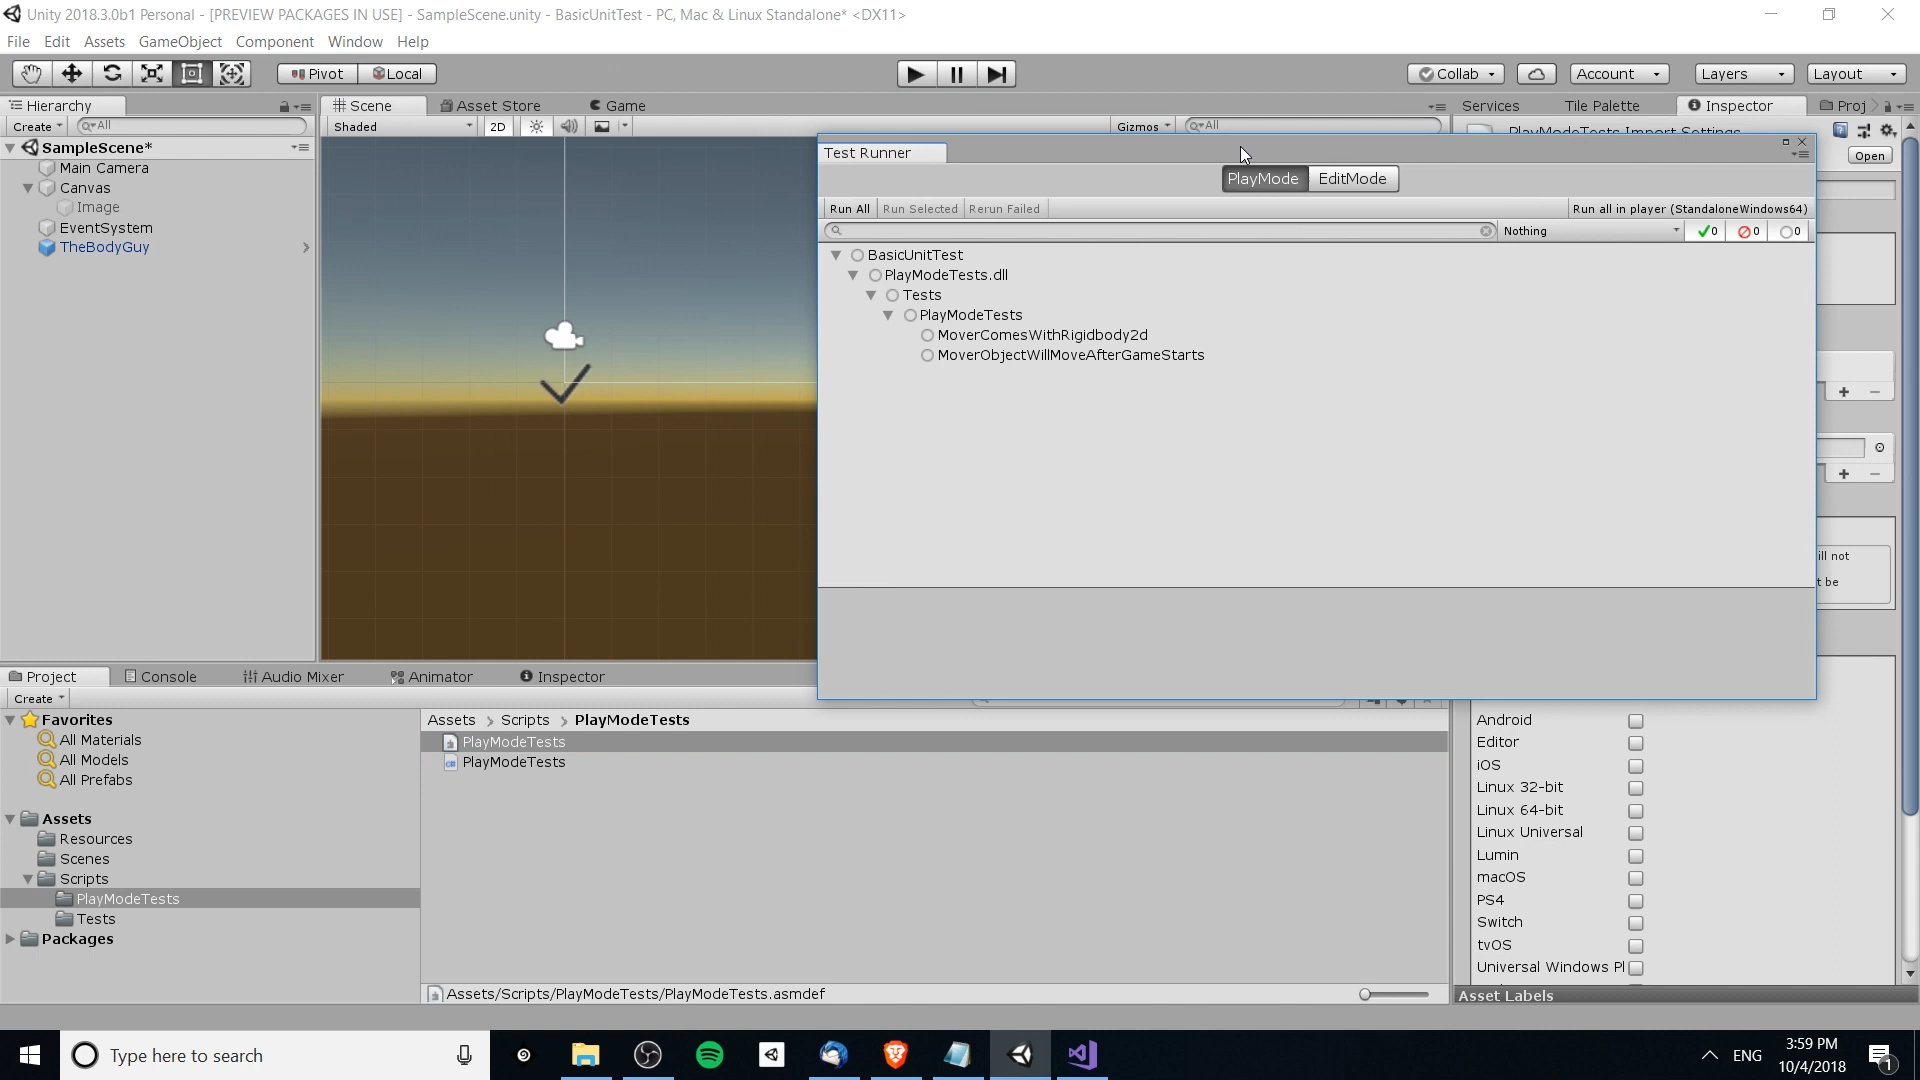 Unity 2018.3.0b1 Personal - [PREVIEW PACKAGES IN USE] - SampleScene.unity - BasicUnitTest - PC, Mac & Linux Standalone* <DX11>
File Edit Assets GameObject Component Window Help
Pivot Local Collab Account Layers Layout
Hierarchy Scene Asset Store Game Services Tile Palette Inspector Proj
Create All Shaded 2D Gizmos All
PlayModeTests Import Settings
Open
SampleScene*
Main Camera
Canvas
Image
EventSystem
TheBodyGuy
Test Runner
PlayMode EditMode
Run All Run Selected Rerun Failed Run all in player (StandaloneWindows64)
Nothing 0 0 0
BasicUnitTest
PlayModeTests.dll
Tests
PlayModeTests
MoverComesWithRigidbody2d
MoverObjectWillMoveAfterGameStarts
ill not
t be
Project Console Audio Mixer Animator Inspector
Create
Favorites
All Materials
All Models
All Prefabs
Assets
Resources
Scenes
Scripts
PlayModeTests
Tests
Packages
Assets > Scripts > PlayModeTests
PlayModeTests
PlayModeTests
Assets/Scripts/PlayModeTests/PlayModeTests.asmdef
Android
Editor
iOS
Linux 32-bit
Linux 64-bit
Linux Universal
Lumin
macOS
PS4
Switch
tvOS
Universal Windows Pl
Asset Labels
Type here to search
ENG
3:59 PM
10/4/2018
1